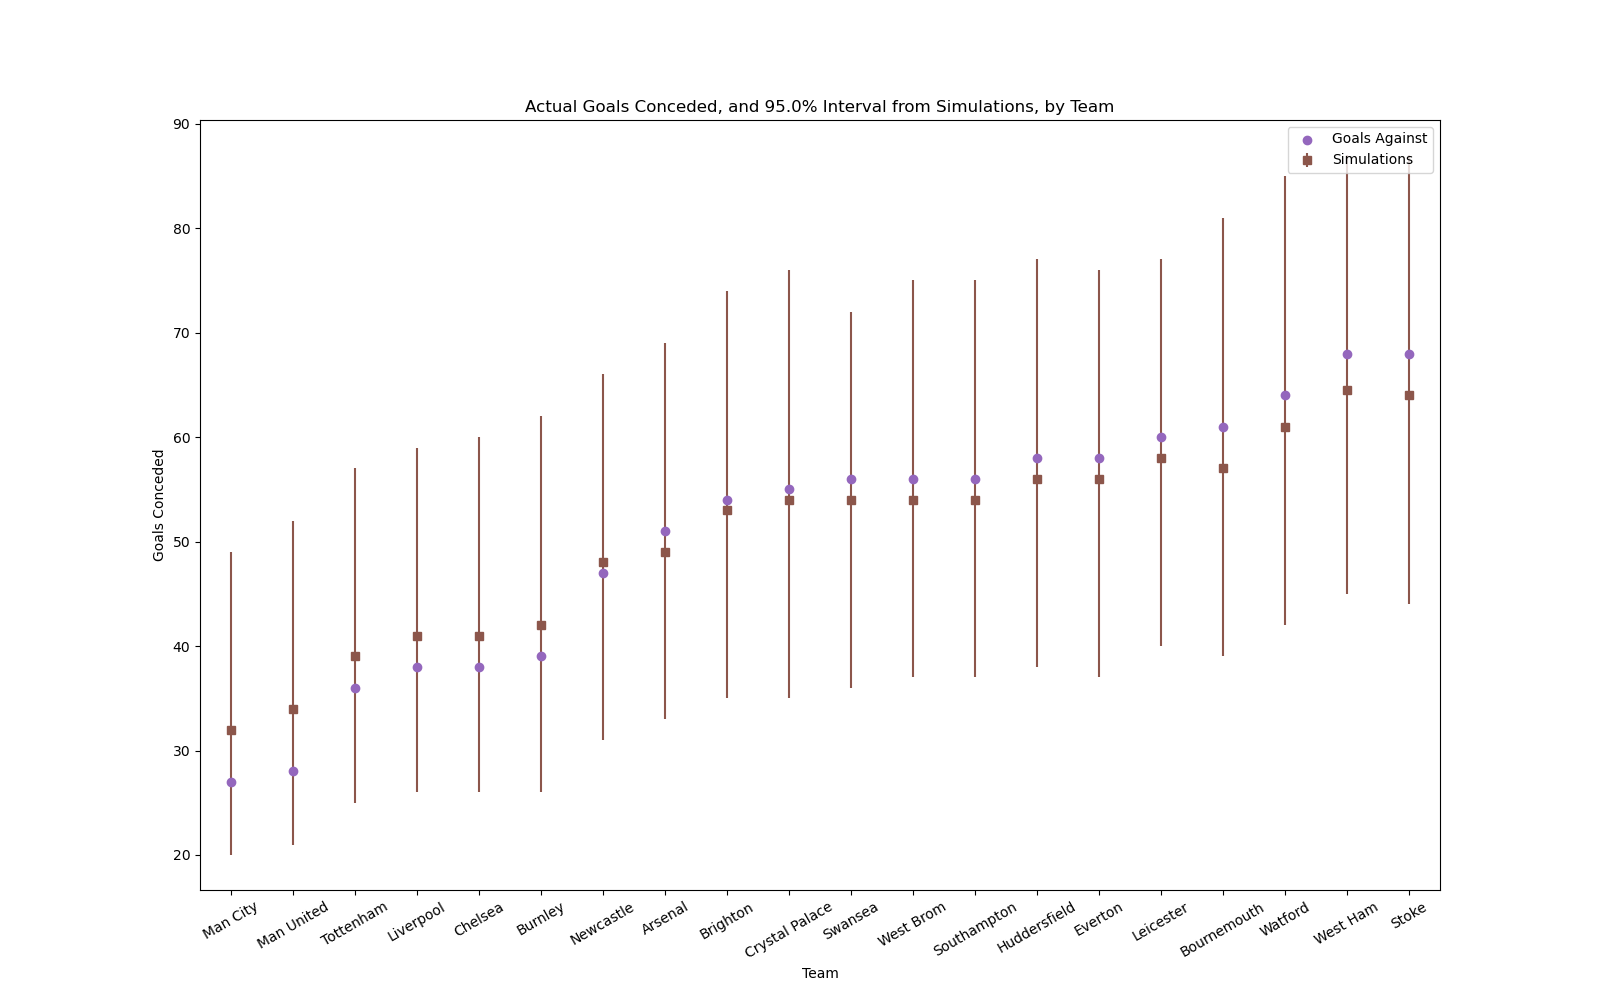 Actual Goals Conceded, and 95.0% Interval from Simulations, by Team
Goals Against
Simulations
90
80
70
60
50
40
30
20
Goals Conceded
Man City
Man United
Tottenham
Liverpool
Chelsea
Burnley
Newcastle
Arsenal
Brighton
Crystal Palace
Swansea
West Brom
Southampton
Huddersfield
Everton
Leicester
Bournemouth
Watford
West Ham
Stoke
Team